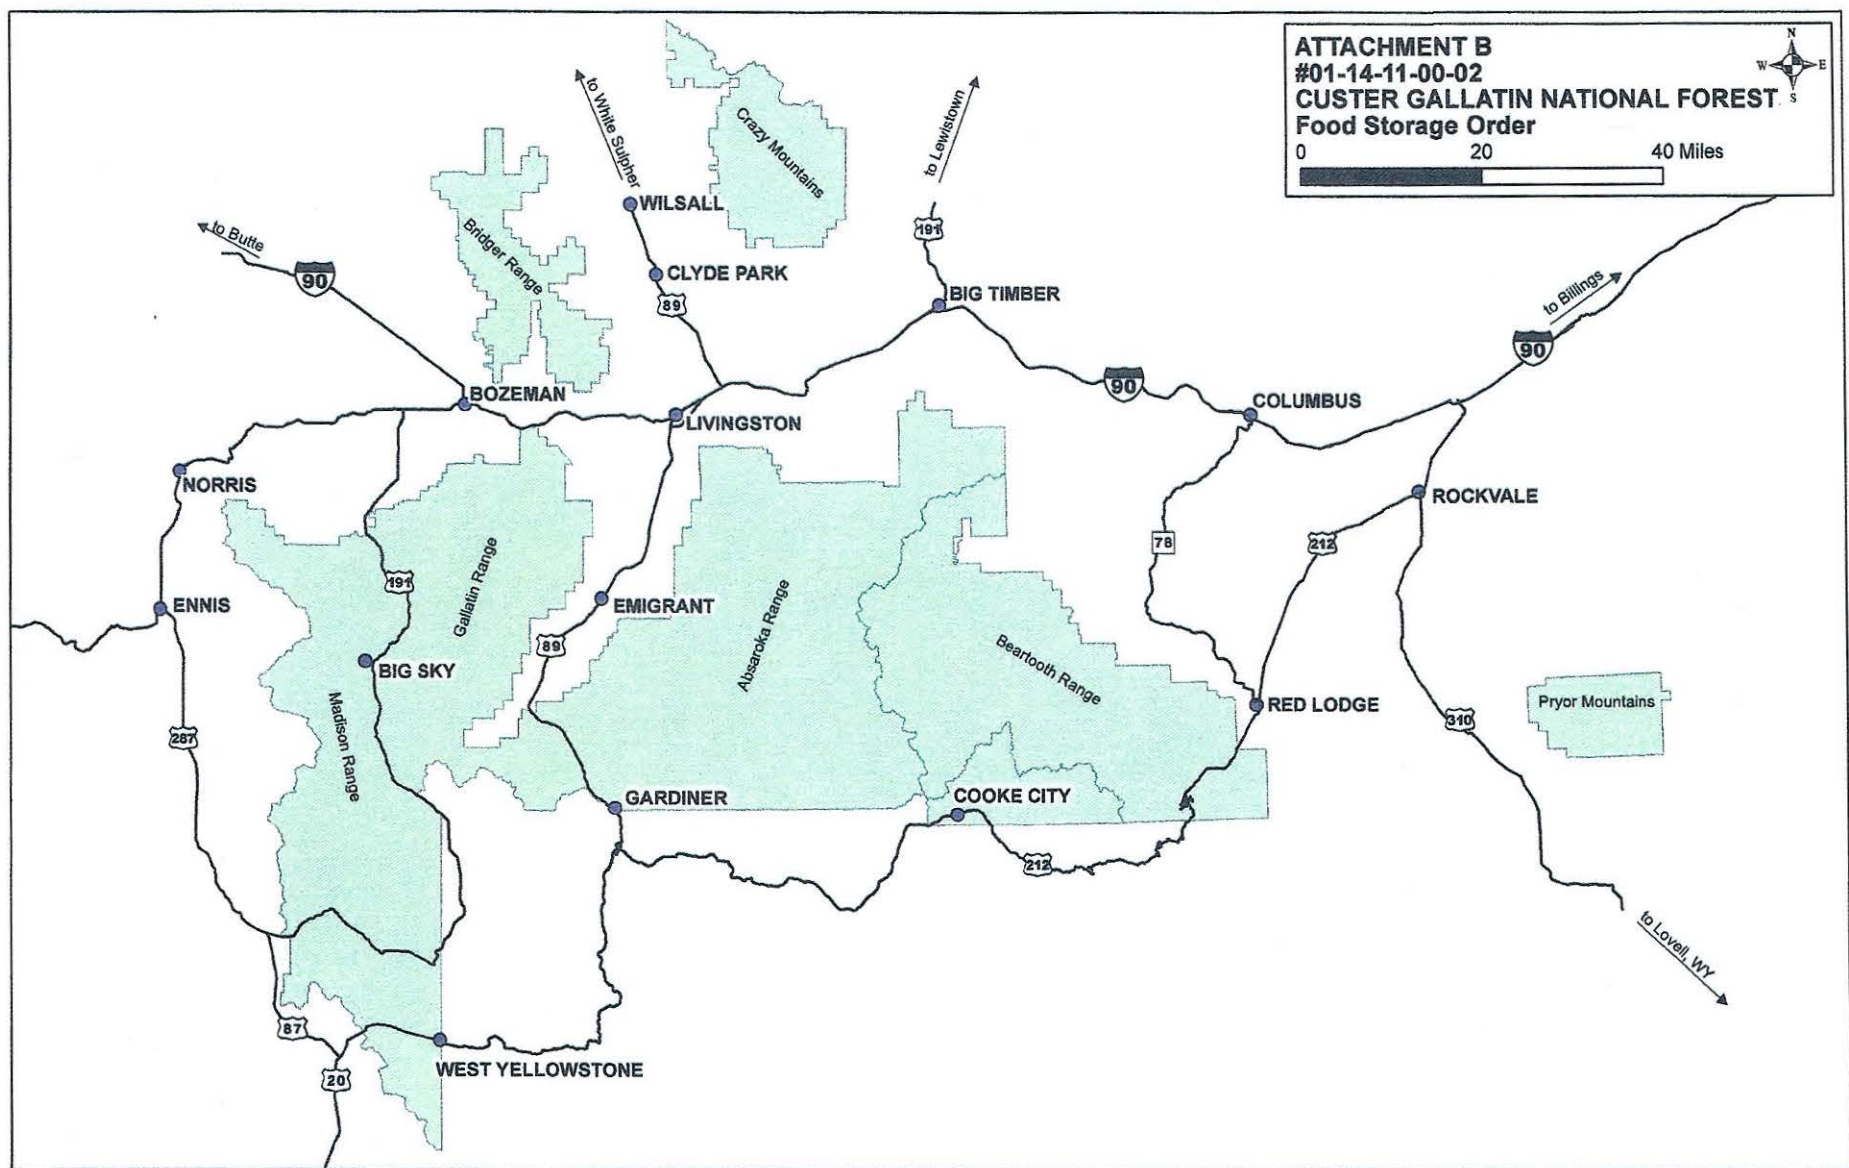 ATTACHMENT B
#01-14-11-00-02
CUSTER GALLATIN NATIONAL FOREST
Food Storage Order
0 20 40 Miles
N
W E
S
to White Sulpher
Crazy Mountains
to Lewistown
WILSALL
191
to Butte
Bridger Range
90
CLYDE PARK
89
BIG TIMBER
to Billings
90
90
BOZEMAN
LIVINGSTON
COLUMBUS
NORRIS
ROCKVALE
78
212
191
Gallatin Range
ENNIS
EMIGRANT
Absaroka Range
89
BIG SKY
Beartooth Range
Madison Range
RED LODGE
Pryor Mountains
287
310
GARDINER
COOKE CITY
212
to Lovell, WY
87
WEST YELLOWSTONE
20